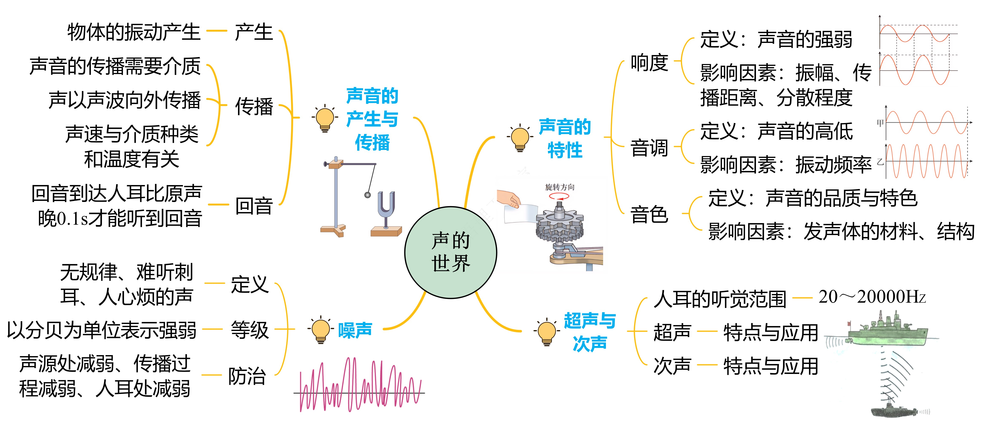 声的
世界
声音的
产生与
传播
产生
物体的振动产生
传播
声音的传播需要介质
声以声波向外传播
声速与介质种类
和温度有关
回音
回音到达人耳比原声
晚0.1s才能听到回音
声音的
特性
响度
定义：声音的强弱
影响因素：振幅、传
播距离、分散程度
音调
定义：声音的高低
影响因素：振动频率
甲
乙
音色
定义：声音的品质与特色
影响因素：发声体的材料、结构
旋转方向
噪声
定义
无规律、难听刺
耳、人心烦的声
等级
以分贝为单位表示强弱
防治
声源处减弱、传播过
程减弱、人耳处减弱
超声与
次声
人耳的听觉范围
20～20000Hz
超声
特点与应用
次声
特点与应用